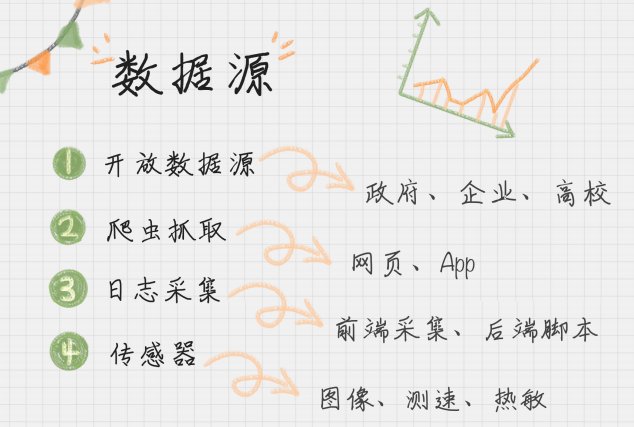 数据源
1 开放数据源
政府、企业、高校
2 爬虫抓取
网页、App
3 日志采集
前端采集、后端脚本
4 传感器
图像、测速、热敏